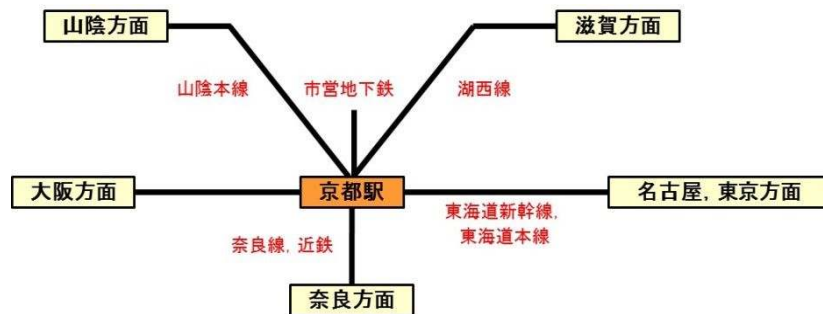 山陰方面
滋賀方面
山陰本線
市営地下鉄
湖西線
大阪方面
京都駅
名古屋, 東京方面
東海道新幹線,
東海道本線
奈良線, 近鉄
奈良方面